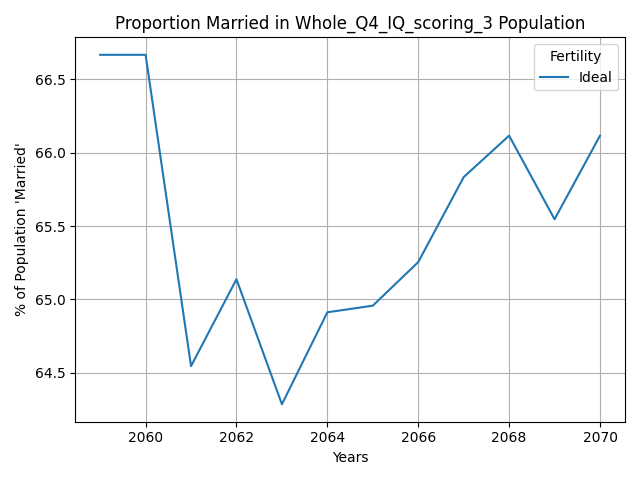 Proportion Married in Whole_Q4_IQ_scoring_3 Population
Fertility
Ideal
% of Population 'Married'
66.5
66.0
65.5
65.0
64.5
2060 2062 2064 2066 2068 2070
Years